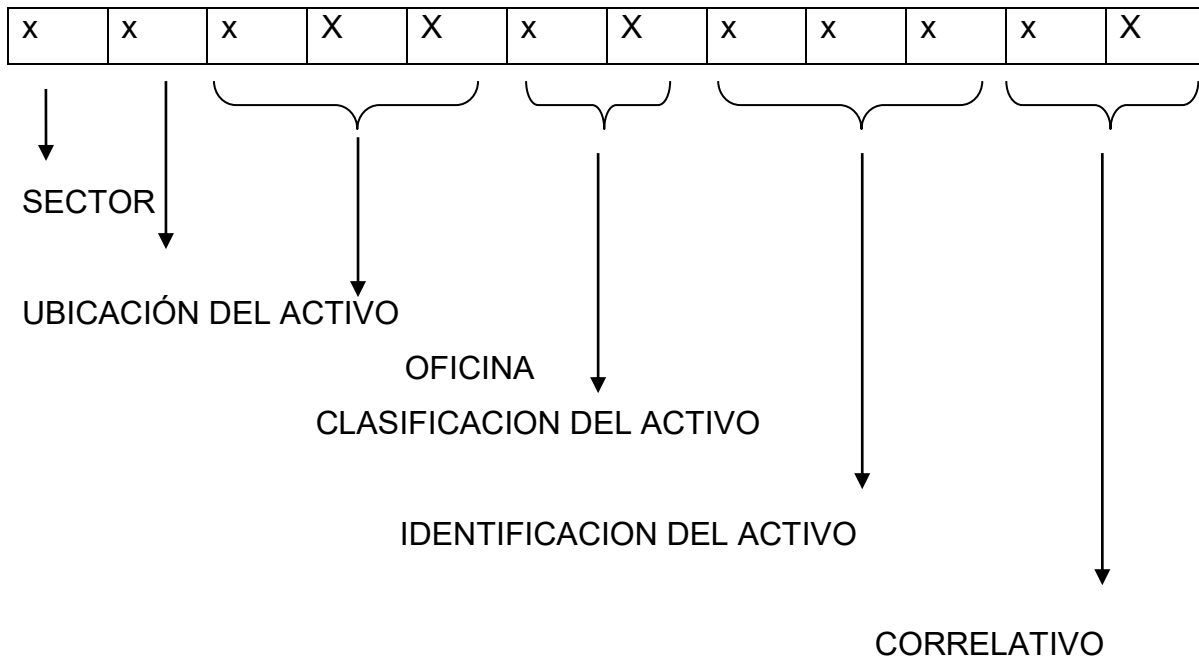 x x x X X x X x x x x X
SECTOR
UBICACIÓN DEL ACTIVO
OFICINA
CLASIFICACION DEL ACTIVO
IDENTIFICACION DEL ACTIVO
CORRELATIVO